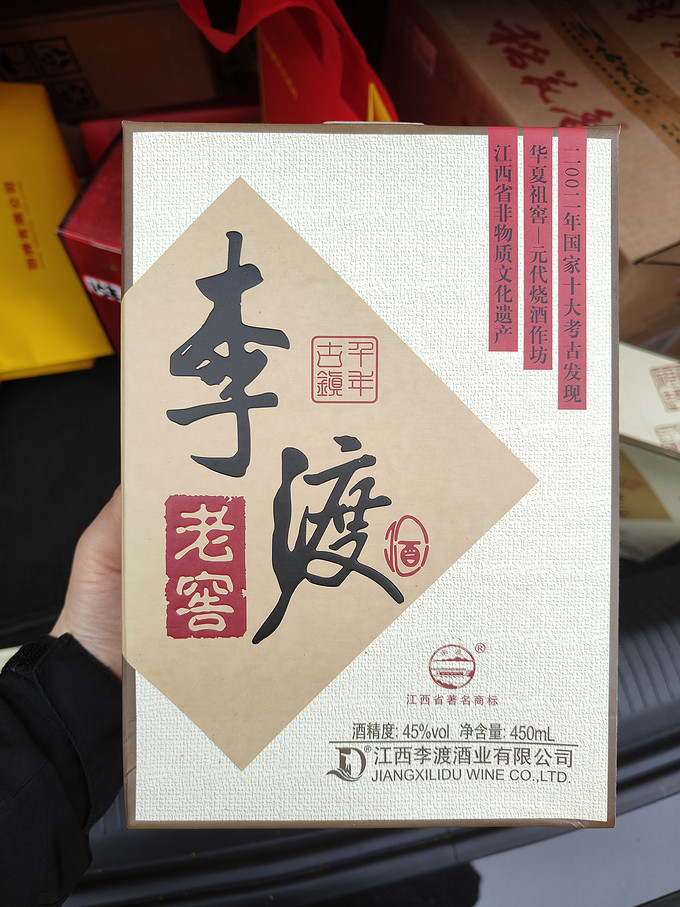 二〇〇二年国家十大考古发现
华夏祖窖—元代烧酒作坊
江西省非物质文化遗产
李渡
千年
古鎮
酒
老窖
®
江西省著名商标
酒精度: 45%vol 净含量: 450mL
®江西李渡酒业有限公司
JIANGXILIDU WINE CO.,LTD.
稻花